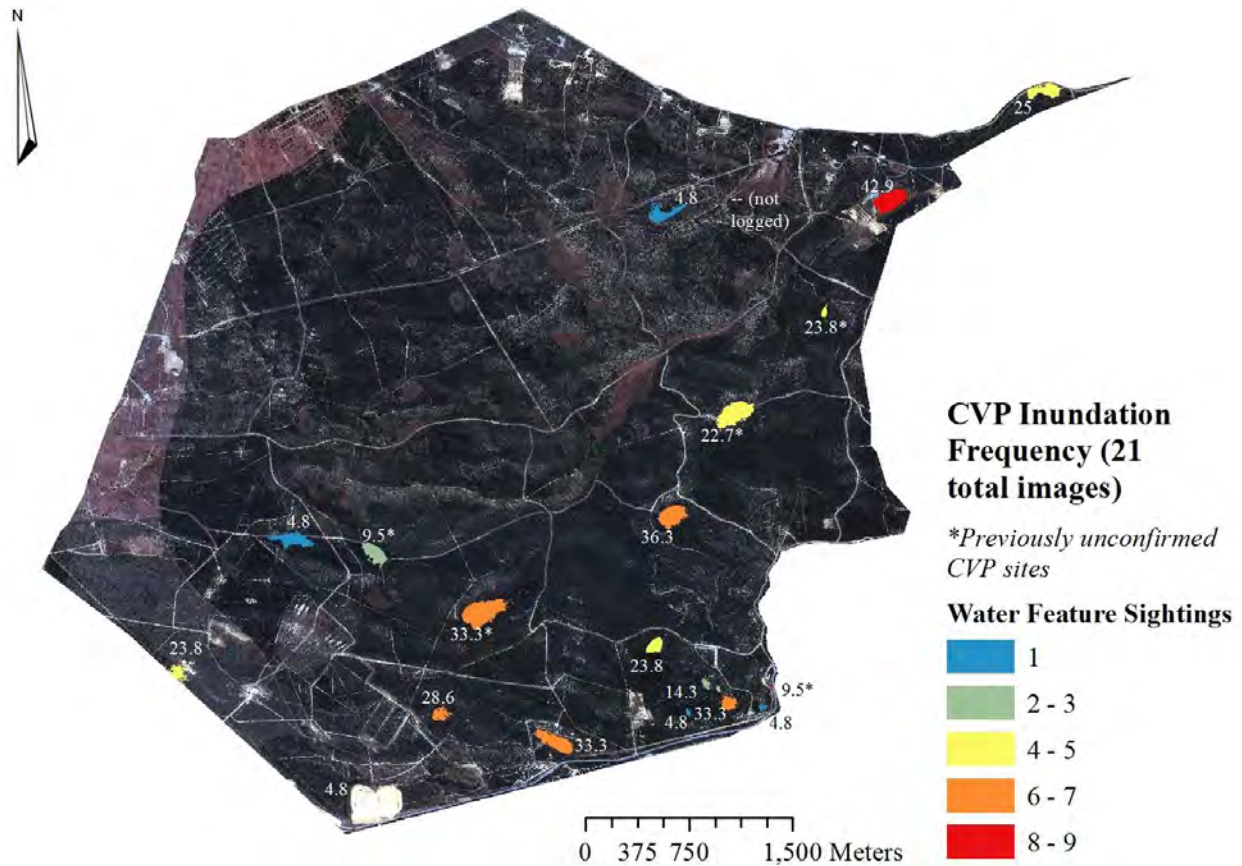 N
25
42.9
4.8
-- (not
logged)
23.8*
22.7*
36.3
4.8
9.5*
33.3*
23.8
23.8
14.3
9.5*
28.6
4.8
33.3
4.8
33.3
4.8
CVP Inundation
Frequency (21
total images)
*Previously unconfirmed
CVP sites
Water Feature Sightings
1
2 - 3
4 - 5
6 - 7
8 - 9
0 375 750 1,500 Meters